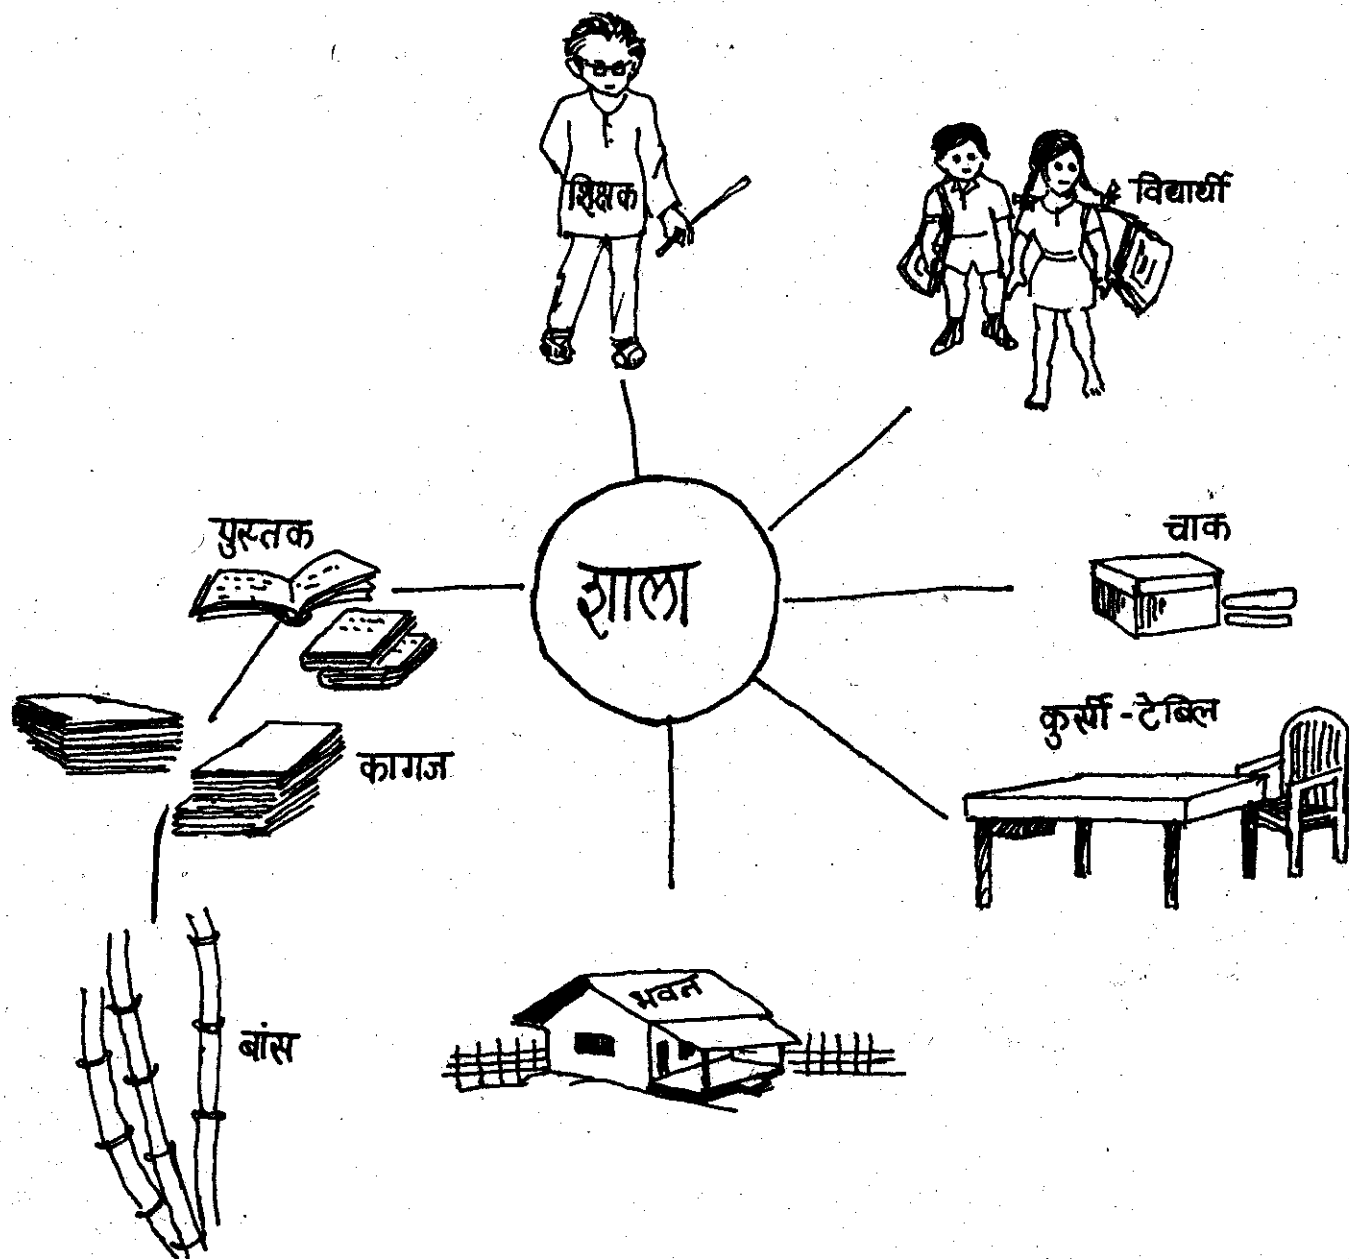 शिक्षक
विद्यार्थी
पुस्तक
चाक
शाला
कुर्सी - टेबिल
कागज
भवन
बांस